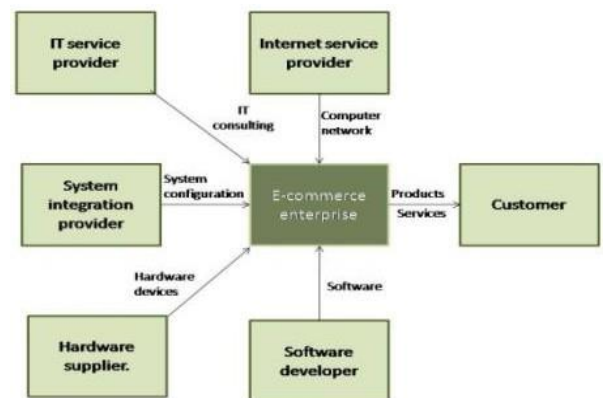 IT service
provider
Internet service
provider
IT
consulting
Computer
network
System
integration
provider
System
configuration
E-commerce
enterprise
Products
Services
Customer
Hardware
devices
Software
Hardware
supplier.
Software
developer